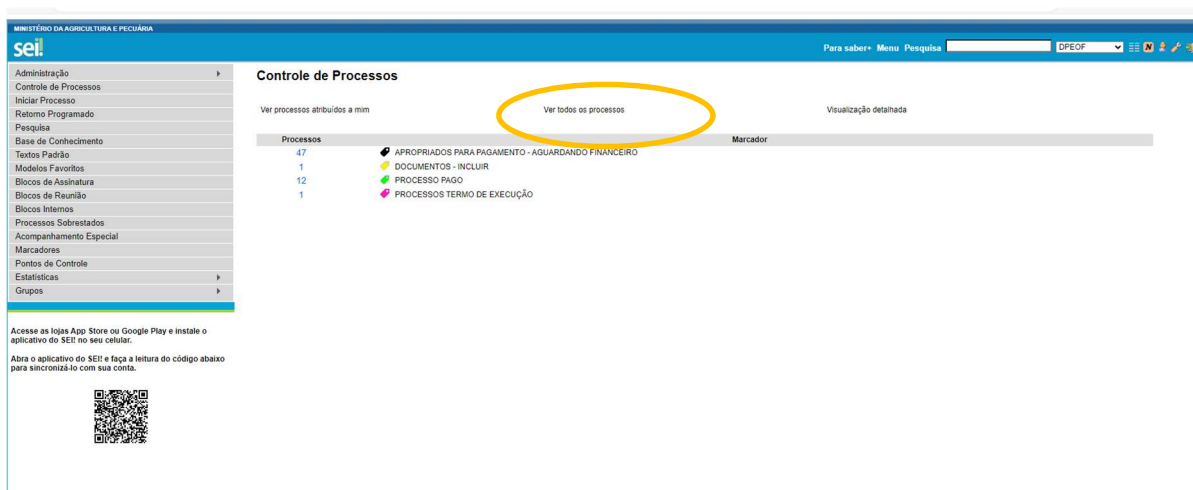 MINISTÉRIO DA AGRICULTURA E PECUÁRIA
sei!
Para saber+ Menu Pesquisa
DPEOF
N
Administração
Controle de Processos
Iniciar Processo
Retorno Programado
Pesquisa
Base de Conhecimento
Textos Padrão
Modelos Favoritos
Blocos de Assinatura
Blocos de Reunião
Blocos Internos
Processos Sobrestados
Acompanhamento Especial
Marcadores
Pontos de Controle
Estatísticas
Grupos
Acesse as lojas App Store ou Google Play e instale o
aplicativo do SEI! no seu celular.
Abra o aplicativo do SEI! e faça a leitura do código abaixo
para sincronizá-lo com sua conta.
Controle de Processos
Ver processos atribuídos a mim Ver todos os processos Visualização detalhada
Processos Marcador
47 APROPRIADOS PARA PAGAMENTO - AGUARDANDO FINANCEIRO
1 DOCUMENTOS - INCLUIR
12 PROCESSO PAGO
1 PROCESSOS TERMO DE EXECUÇÃO